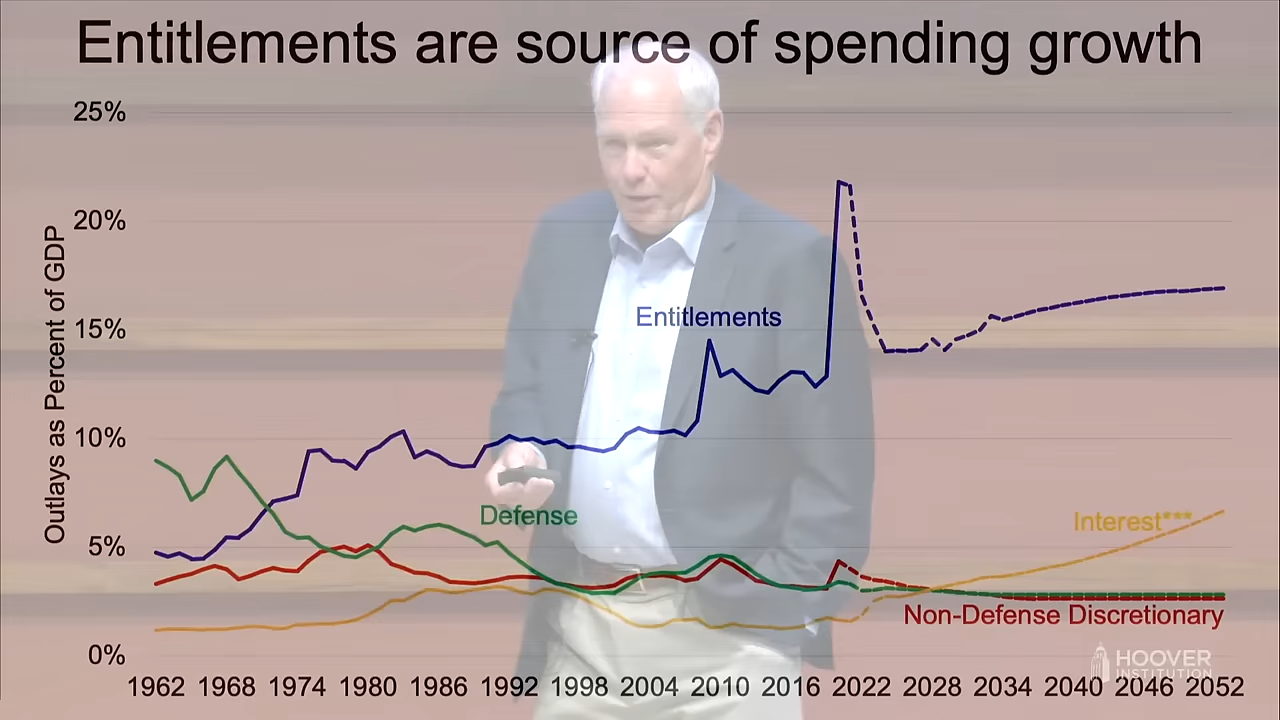 Entitlements are source of spending growth
25%
20%
15%
10%
5%
0%
Outlays as Percent of GDP
Entitlements
Defense
Interest***
Non-Defense Discretionary
HOOVER
INSTITUTION
1962 1968 1974 1980 1986 1992 1998 2004 2010 2016 2022 2028 2034 2040 2046 2052